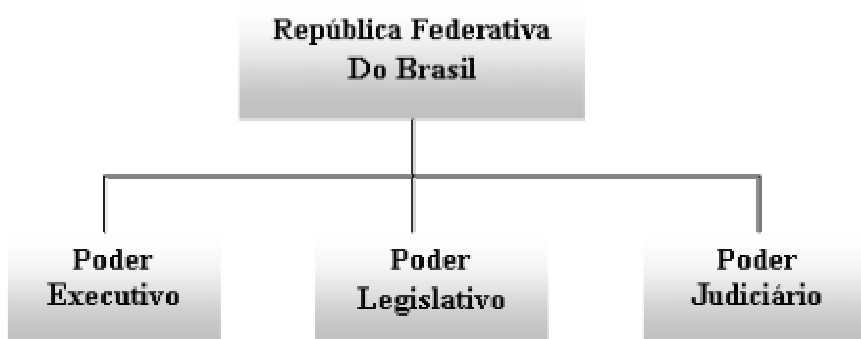 República Federativa
Do Brasil
Poder
Executivo
Poder
Legislativo
Poder
Judiciário